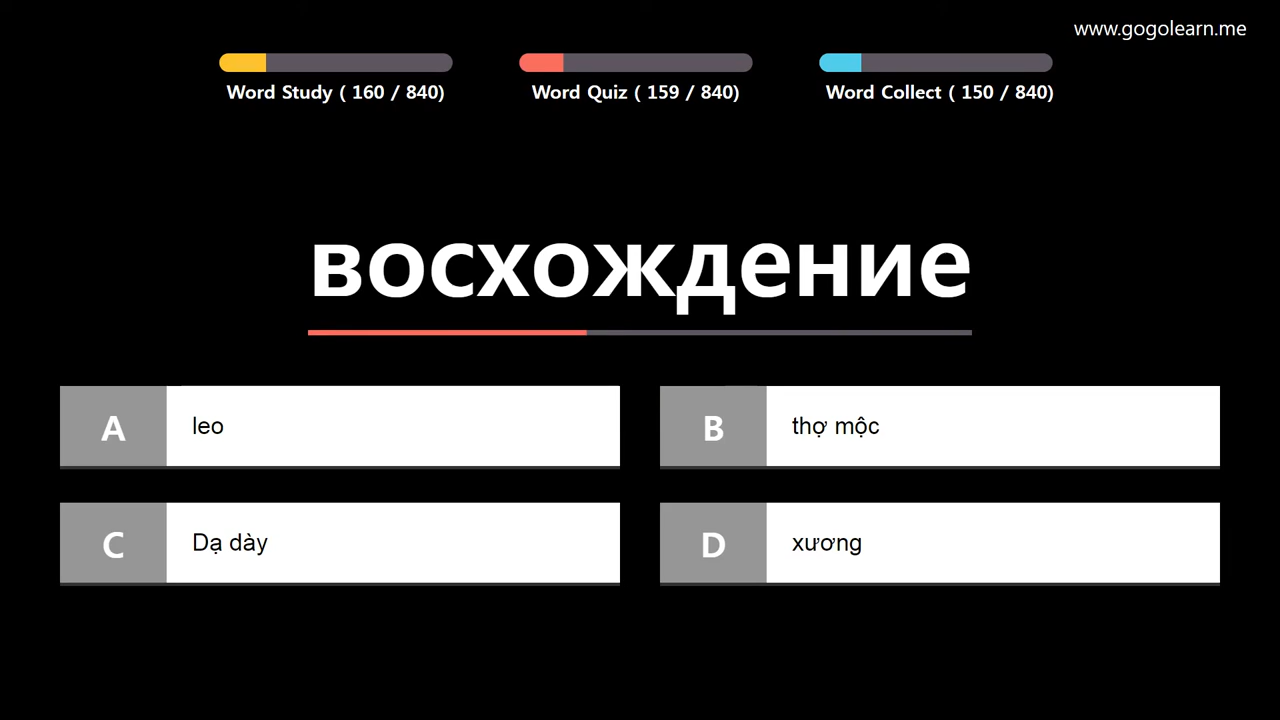 www.gogolearn.me
Word Study ( 160 / 840)
Word Quiz ( 159 / 840)
Word Collect ( 150 / 840)
восхождение
A leo
B thợ mộc
C Dạ dày
D xương